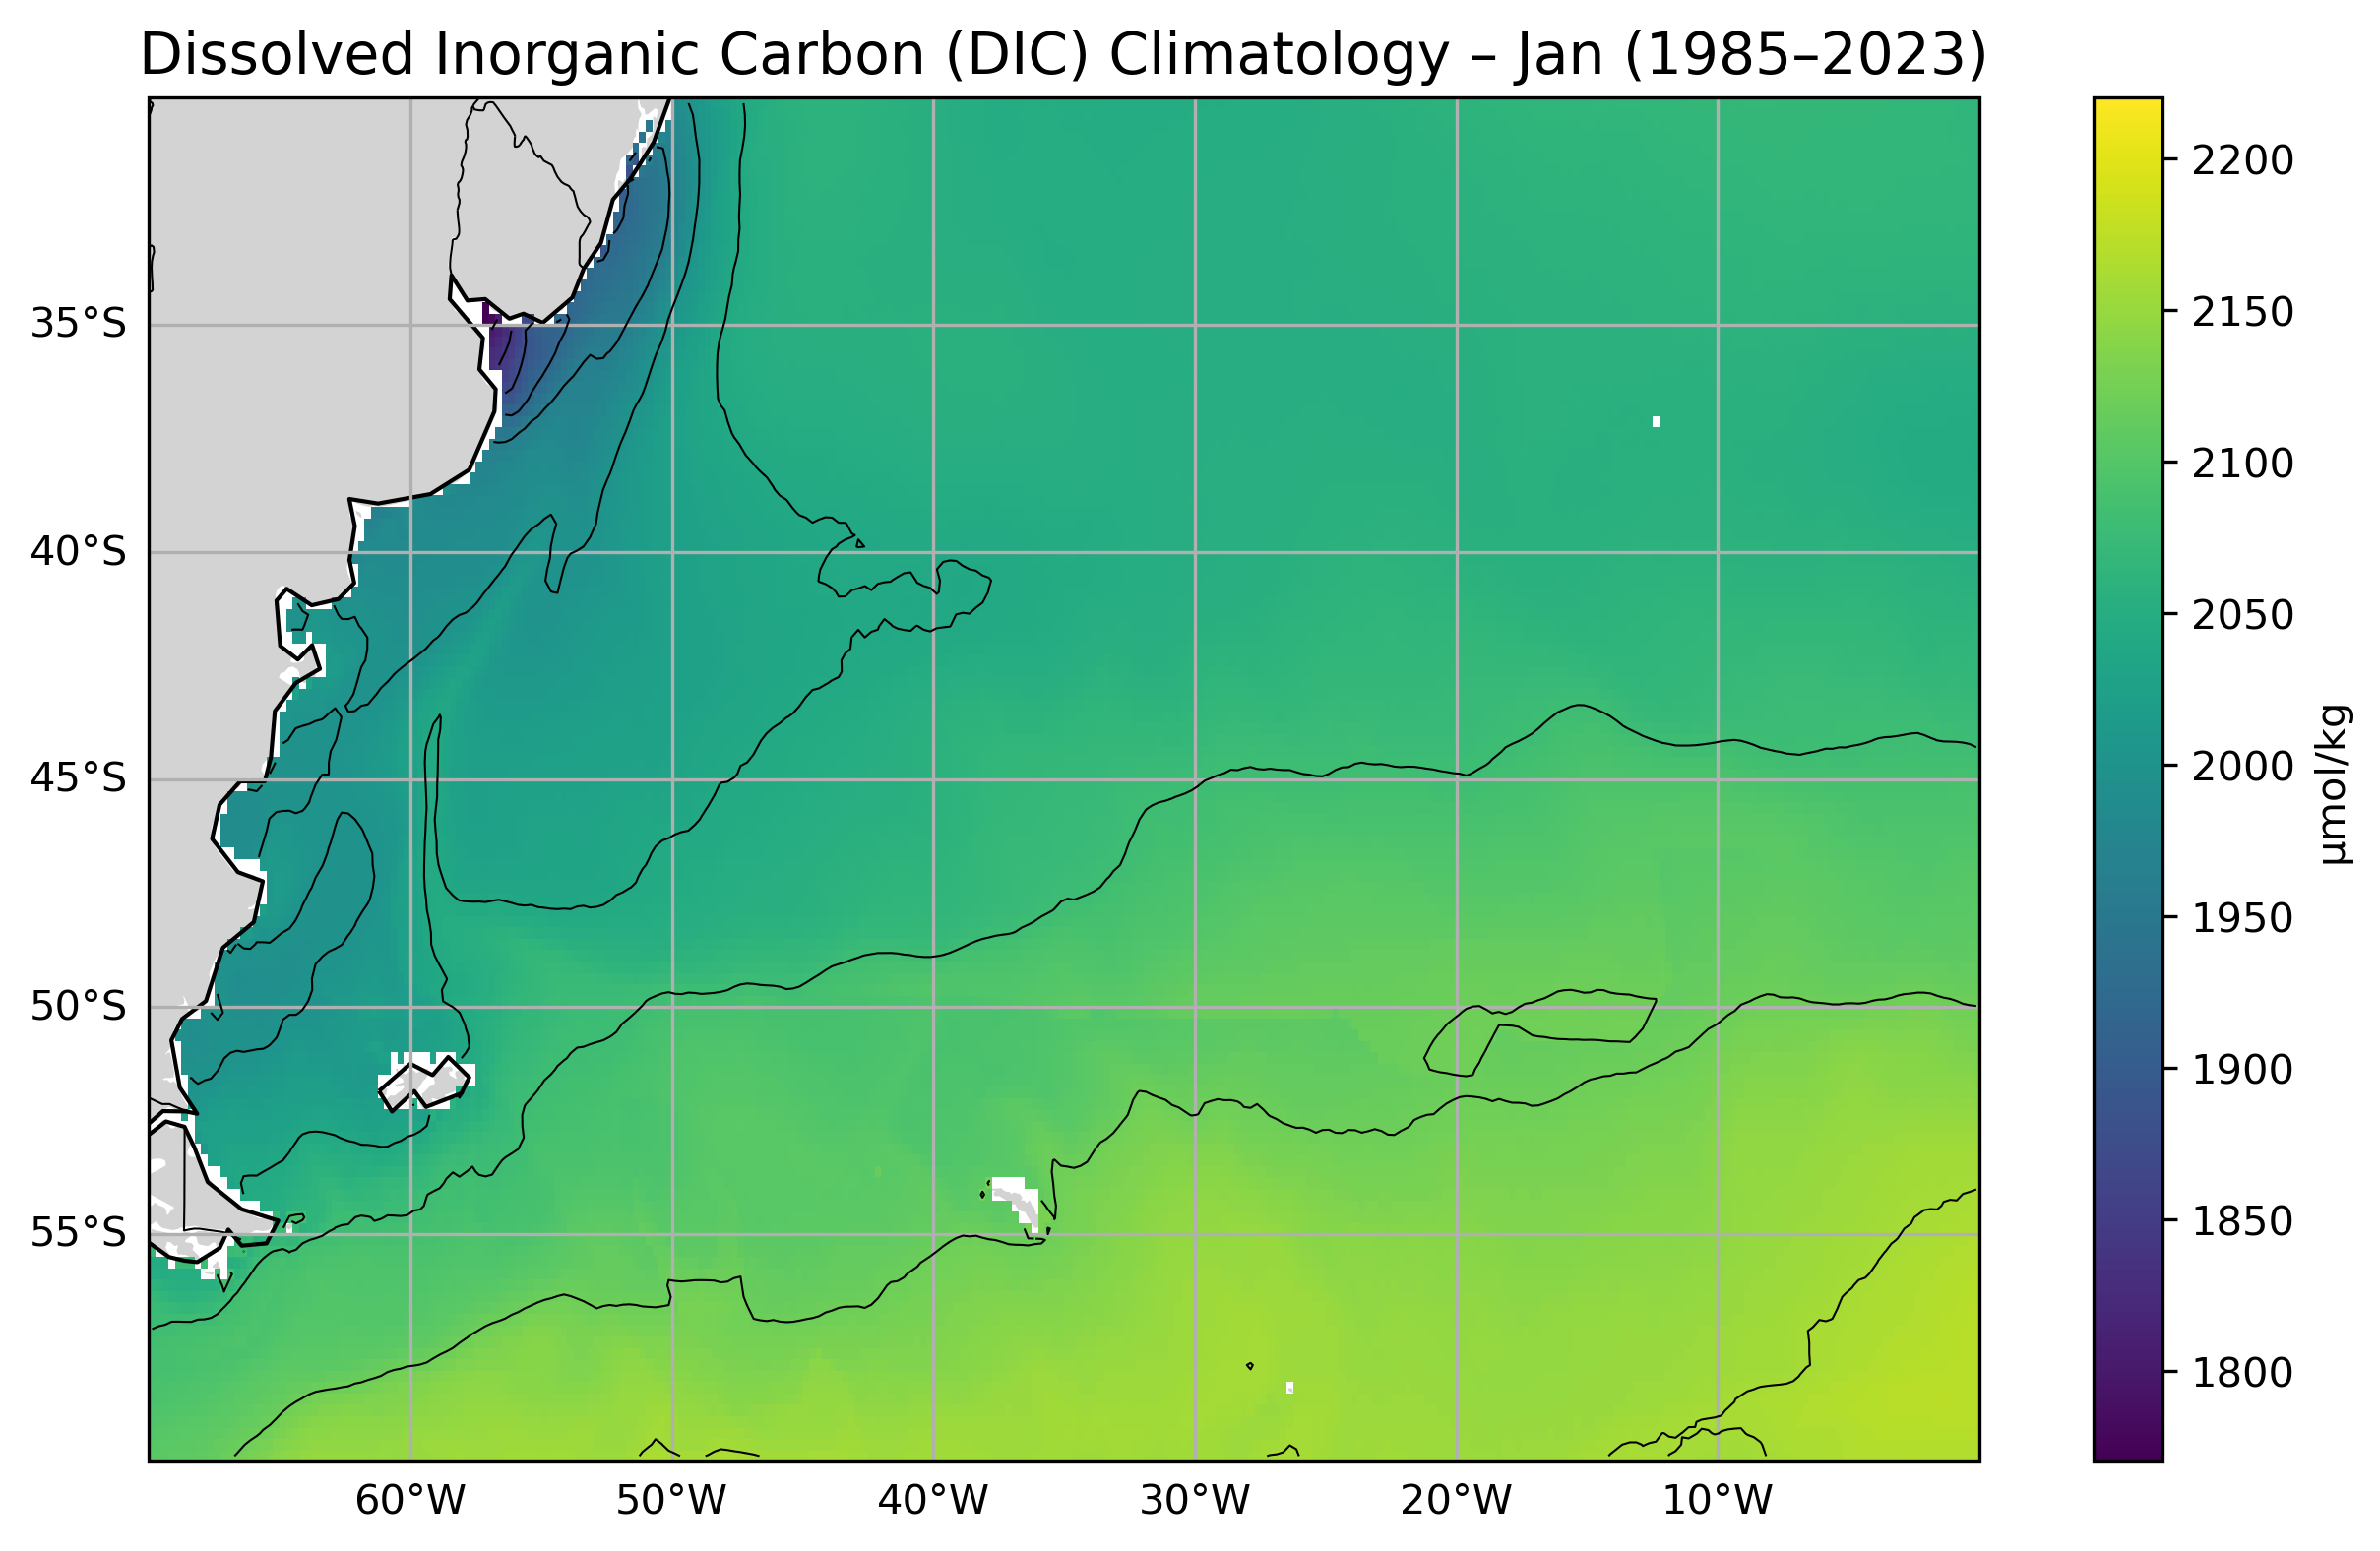 Dissolved Inorganic Carbon (DIC) Climatology – Jan (1985–2023)
35°S
40°S
45°S
50°S
55°S
60°W
50°W
40°W
30°W
20°W
10°W
2200
2150
2100
2050
2000
1950
1900
1850
1800
µmol/kg